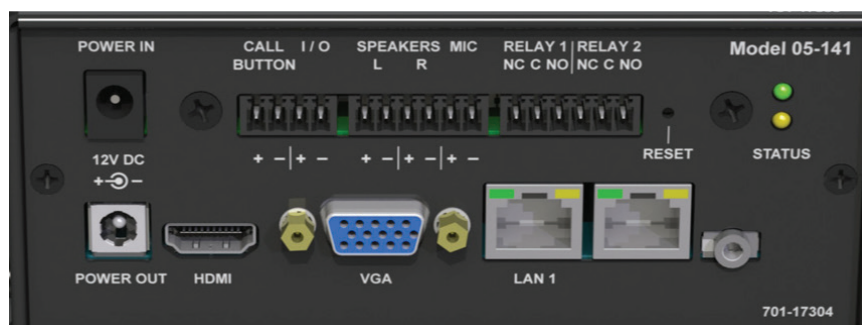 POWER IN
CALL I / O SPEAKERS MIC RELAY 1 RELAY 2
BUTTON L R NC C NO NC C NO
Model 05-141
RESET
STATUS
12V DC
+ − + − + − + − + −
+ −
POWER OUT
HDMI
VGA
LAN 1
701-17304